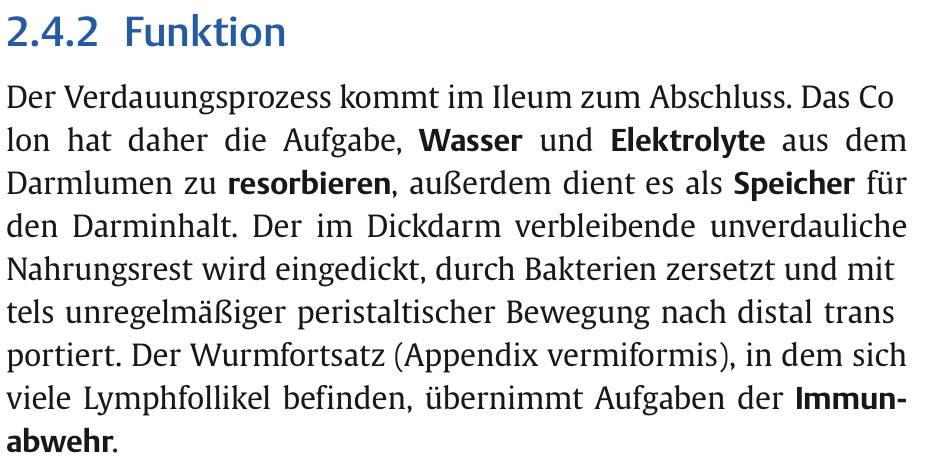 2.4.2 Funktion
Der Verdauungsprozess kommt im Ileum zum Abschluss. Das Co
lon hat daher die Aufgabe, Wasser und Elektrolyte aus dem
Darmlumen zu resorbieren, außerdem dient es als Speicher für
den Darminhalt. Der im Dickdarm verbleibende unverdauliche
Nahrungsrest wird eingedickt, durch Bakterien zersetzt und mit
tels unregelmäßiger peristaltischer Bewegung nach distal trans
portiert. Der Wurmfortsatz (Appendix vermiformis), in dem sich
viele Lymphfollikel befinden, übernimmt Aufgaben der Immun-
abwehr.